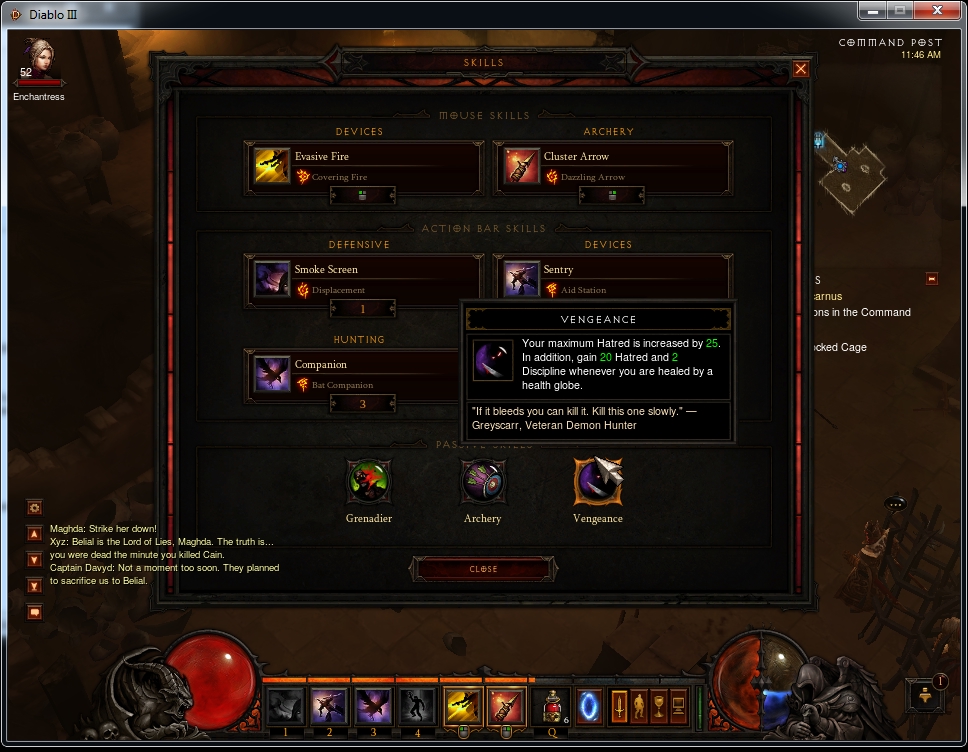 Diablo III
COMMAND POST
11:46 AM
52
Enchantress
SKILLS
MOUSE SKILLS
DEVICES
ARCHERY
Evasive Fire
Covering Fire
Cluster Arrow
Dazzling Arrow
ACTION BAR SKILLS
DEFENSIVE
DEVICES
Smoke Screen
Displacement
1
Sentry
Aid Station
HUNTING
Companion
Bat Companion
3
VENGEANCE
Your maximum Hatred is increased by 25.
In addition, gain 20 Hatred and 2
Discipline whenever you are healed by a
health globe.
"If it bleeds you can kill it. Kill this one slowly." —
Greyscarr, Veteran Demon Hunter
S
carnus
ons in the Command
ocked Cage
PASSIVE SKILLS
Grenadier
Archery
Vengeance
CLOSE
Maghda: Strike her down!
Xyz: Belial is the Lord of Lies, Maghda. The truth is...
you were dead the minute you killed Cain.
Captain Davyd: Not a moment too soon. They planned
to sacrifice us to Belial.
1
2
3
4
Q
6
1